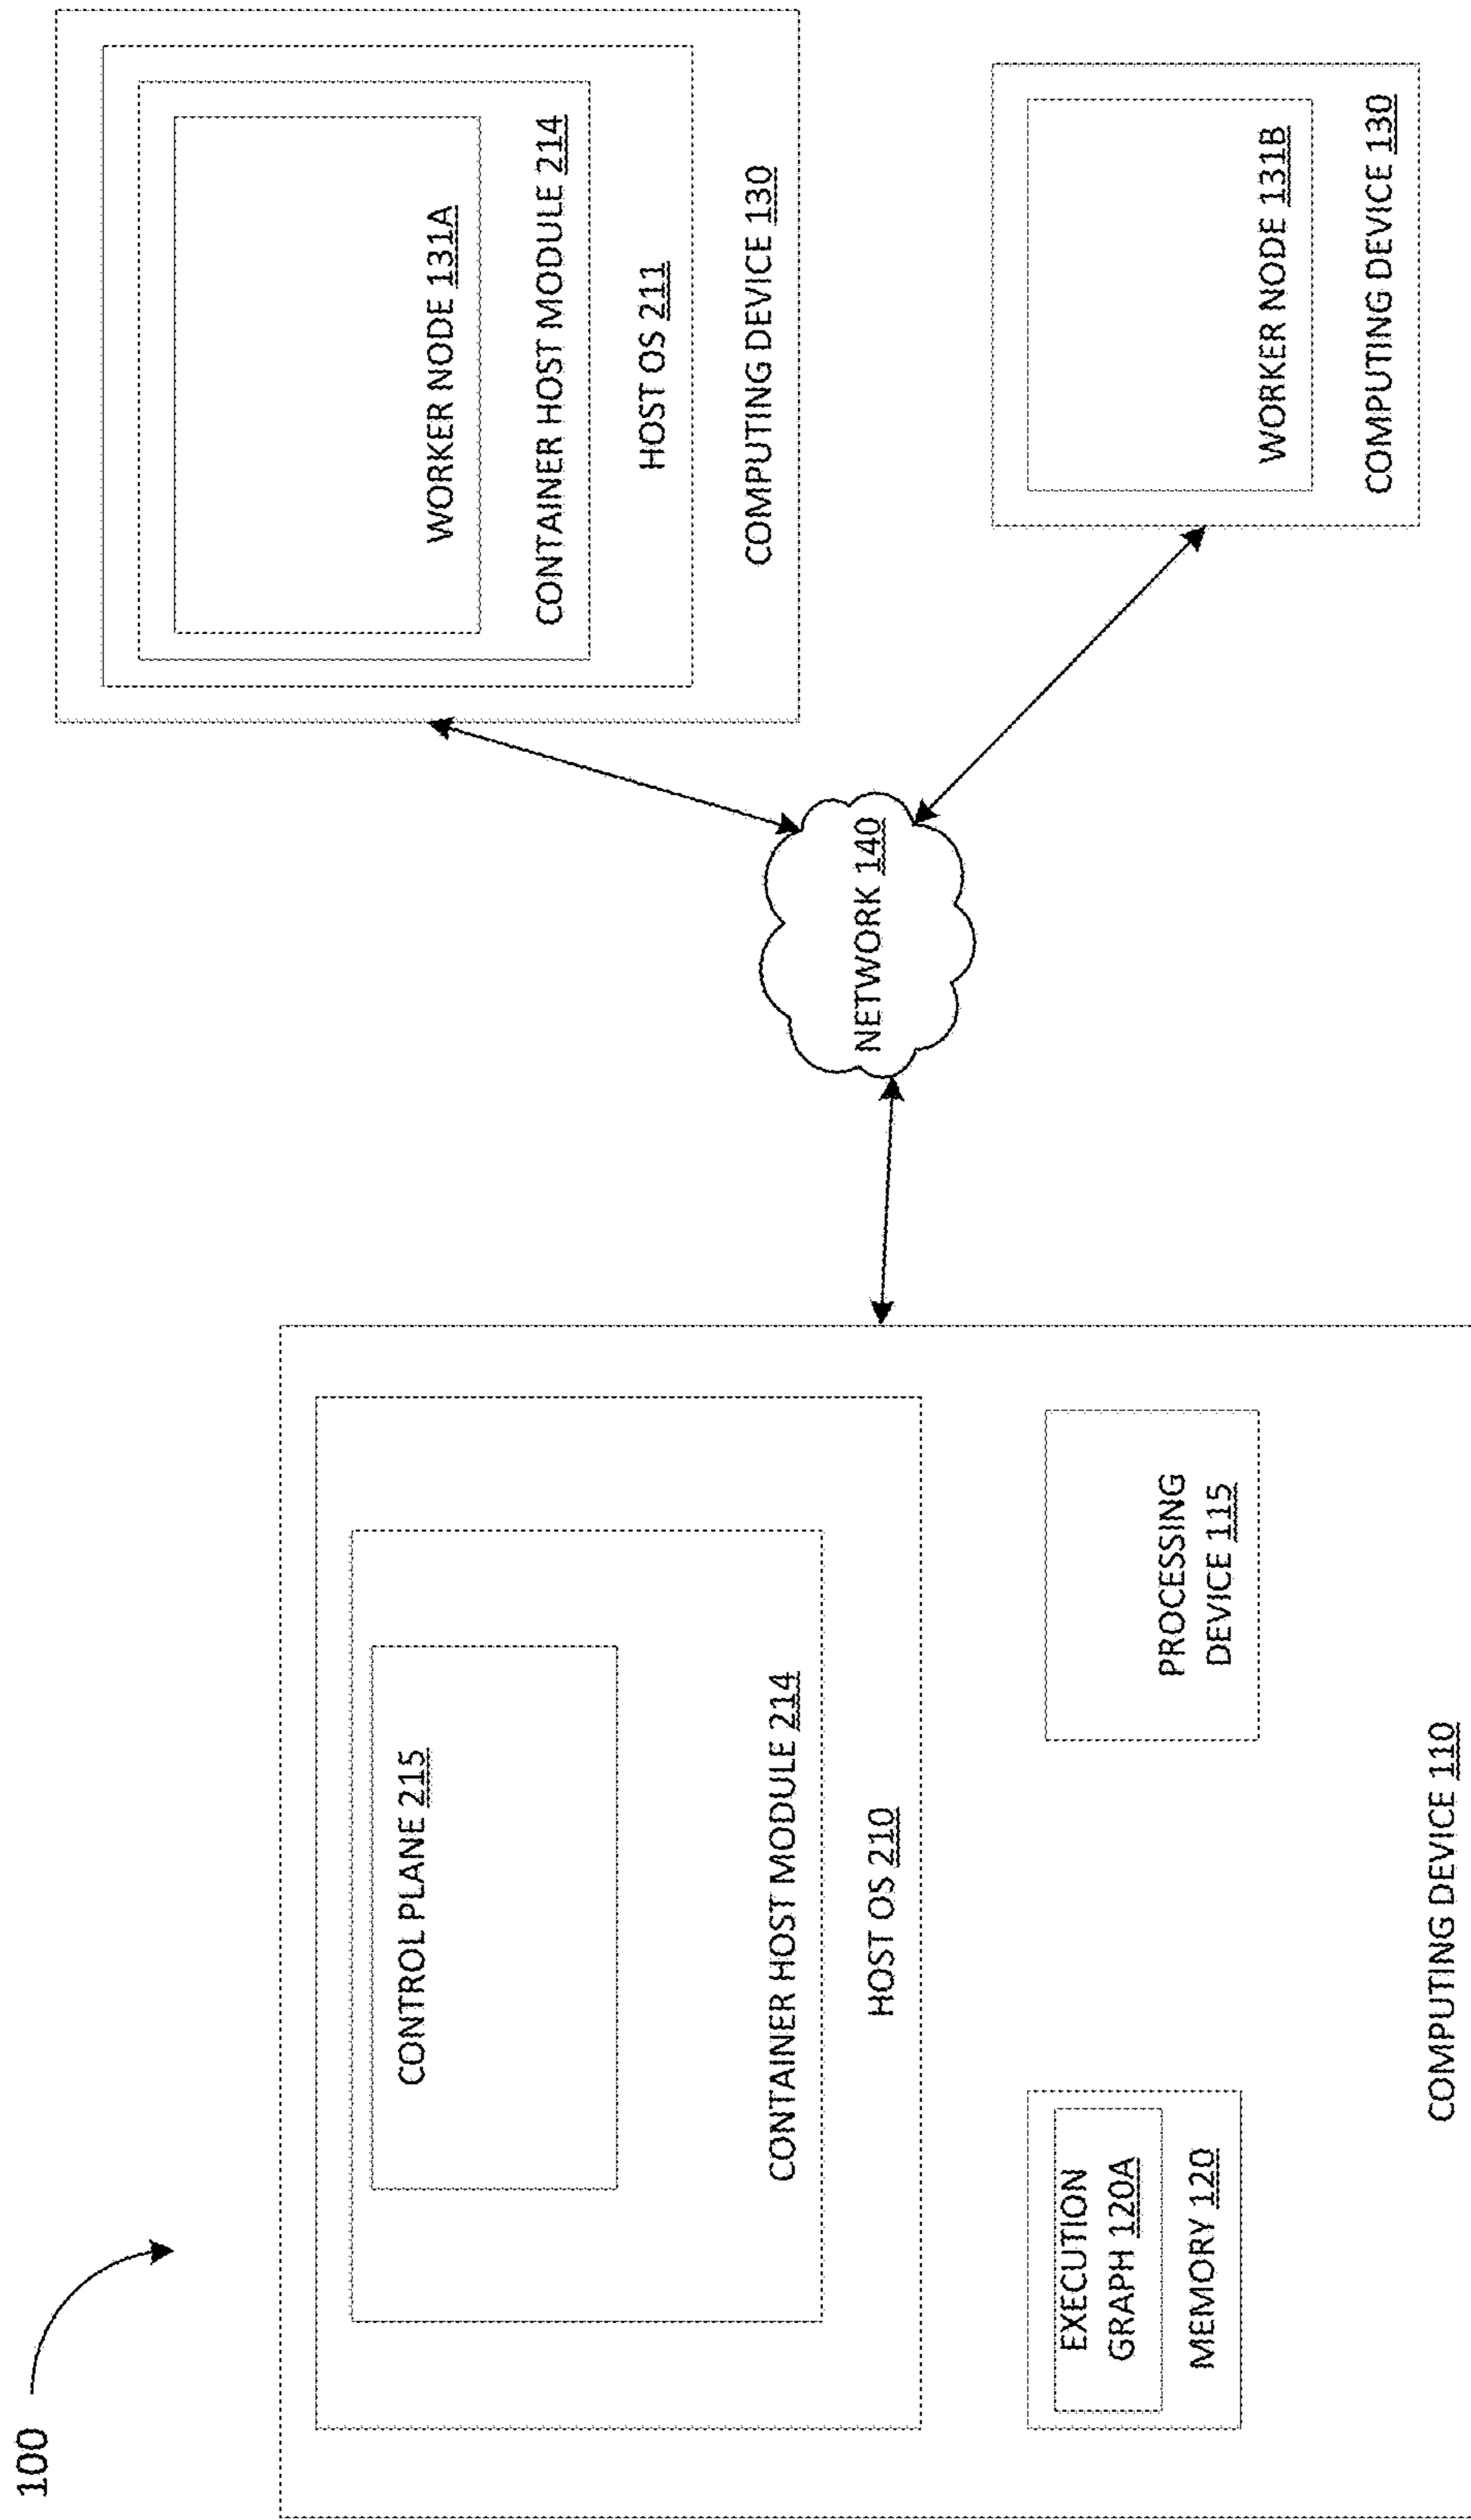 100
CONTROL PLANE 215
CONTAINER HOST MODULE 214
HOST OS 210
EXECUTION
GRAPH 120A
MEMORY 120
PROCESSING
DEVICE 115
COMPUTING DEVICE 110
NETWORK 140
WORKER NODE 131A
CONTAINER HOST MODULE 214
HOST OS 211
COMPUTING DEVICE 130
WORKER NODE 131B
COMPUTING DEVICE 130